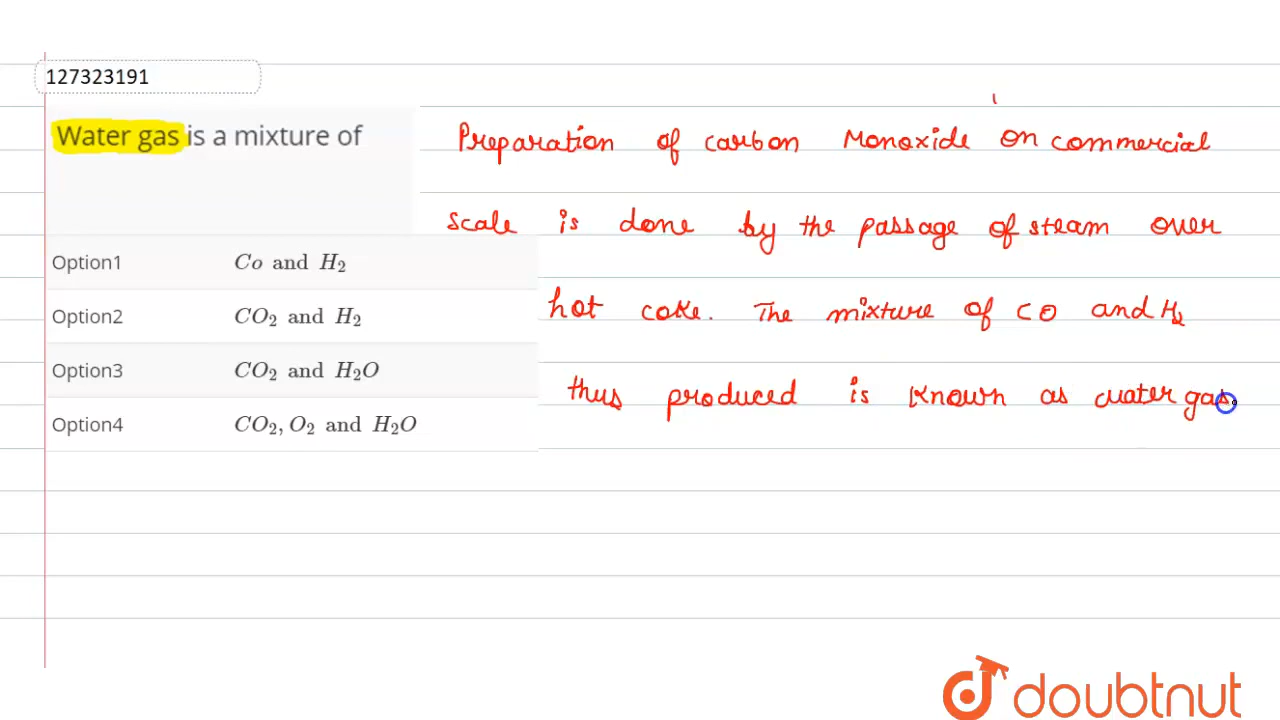 127323191
Water gas is a mixture of
Option1 Co and H₂
Option2 CO₂ and H₂
Option3 CO₂ and H₂O
Option4 CO₂, O₂ and H₂O
Preparation of carbon Monoxide on commercial
scale is done by the passage of steam over
hot coke. The mixture of CO and H₂
thus produced is known as water gas
doubtnut